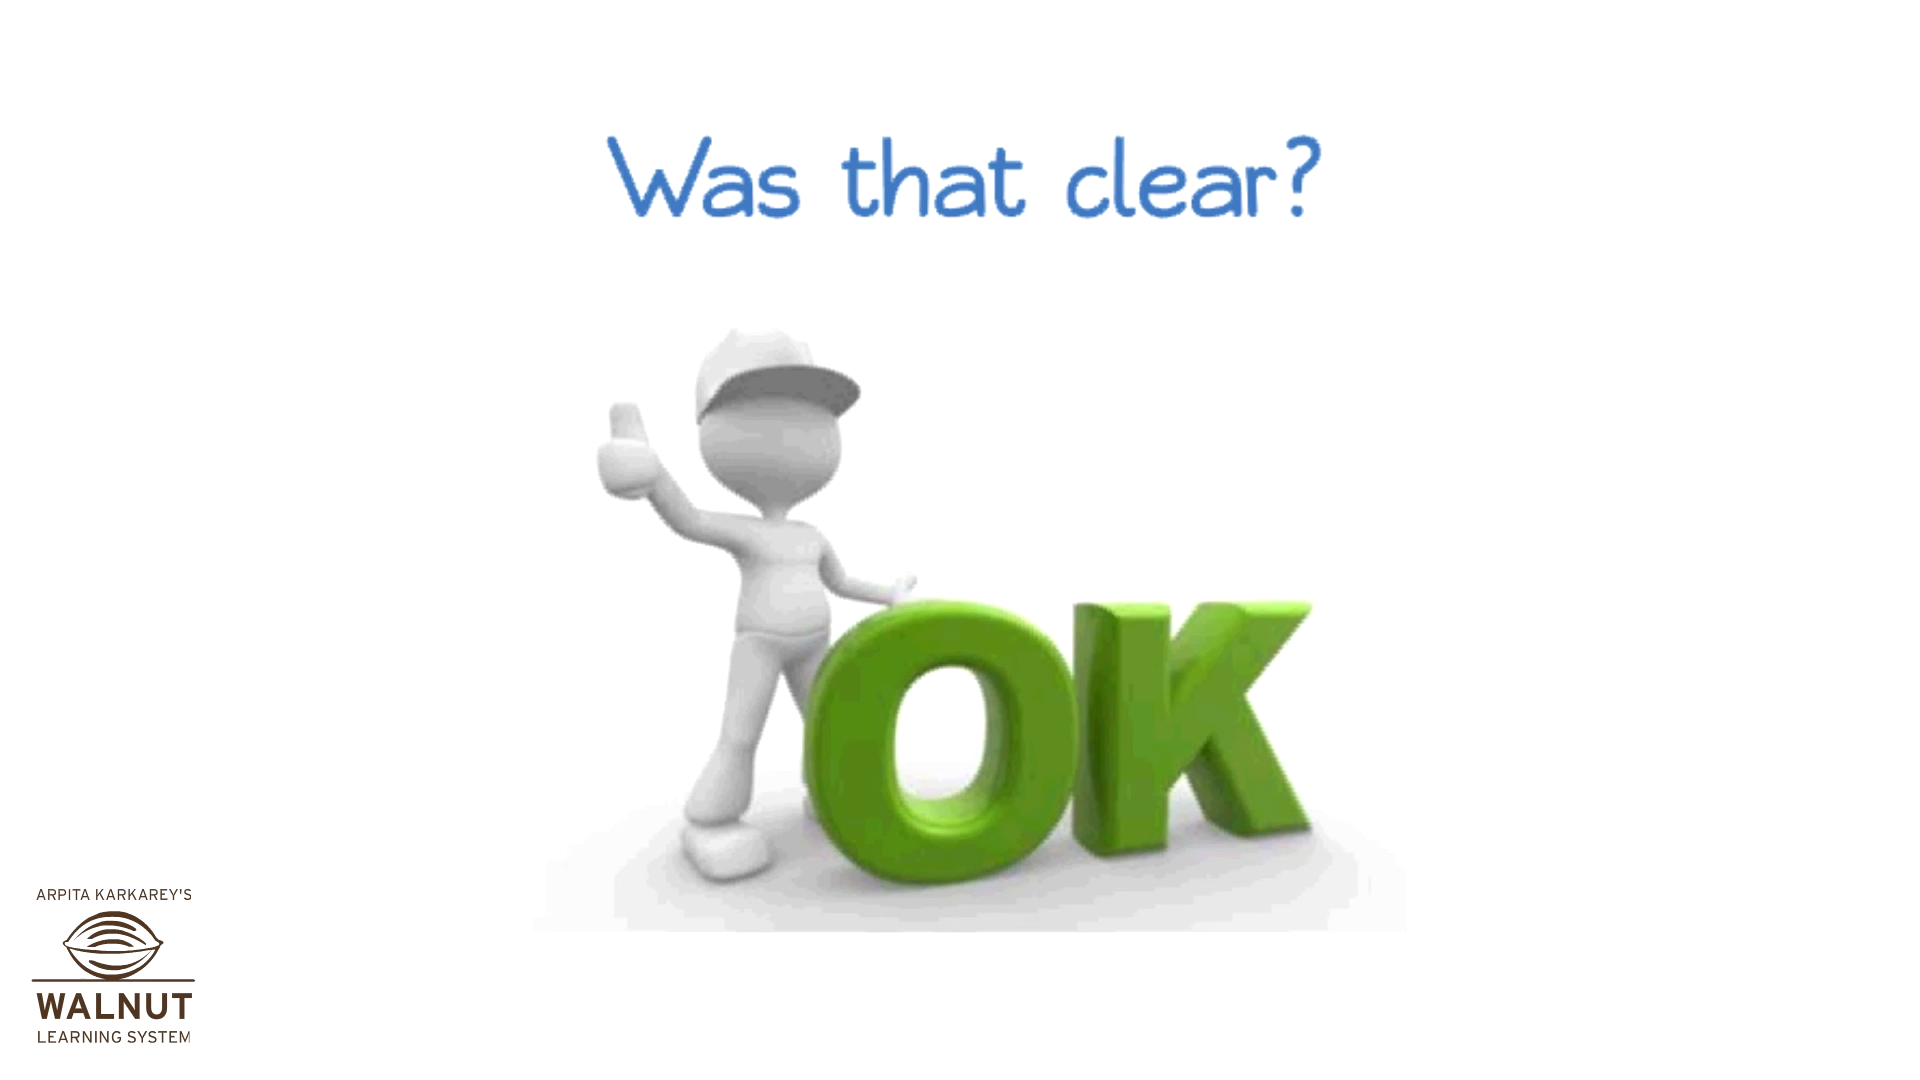 Was that clear?
OK
ARPITA KARKAREY'S
WALNUT
LEARNING SYSTEM